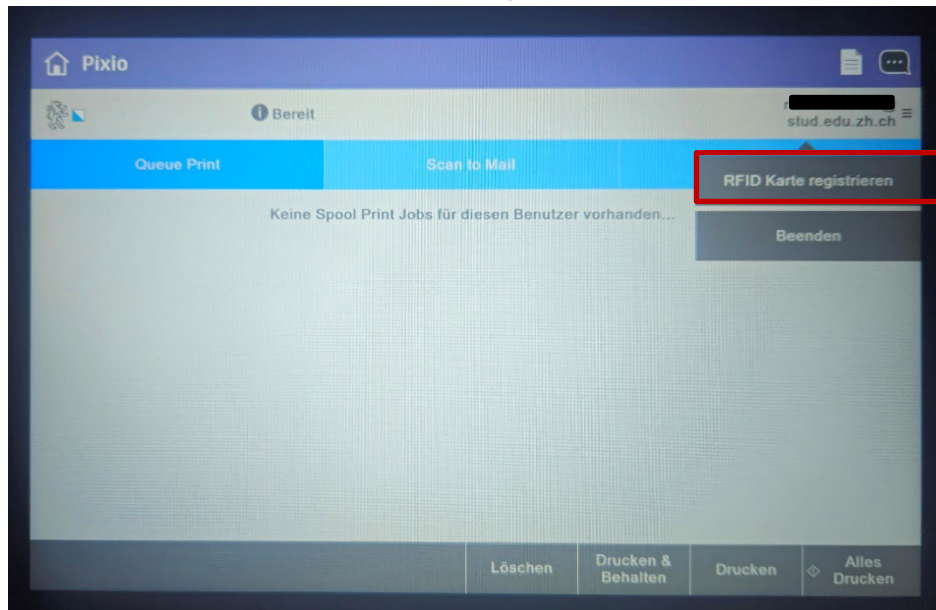 Pixio
Bereit
stud.edu.zh.ch
Queue Print
Scan to Mail
RFID Karte registrieren
Keine Spool Print Jobs für diesen Benutzer vorhanden...
Beenden
Löschen
Drucken &
Behalten
Drucken
Alles
Drucken